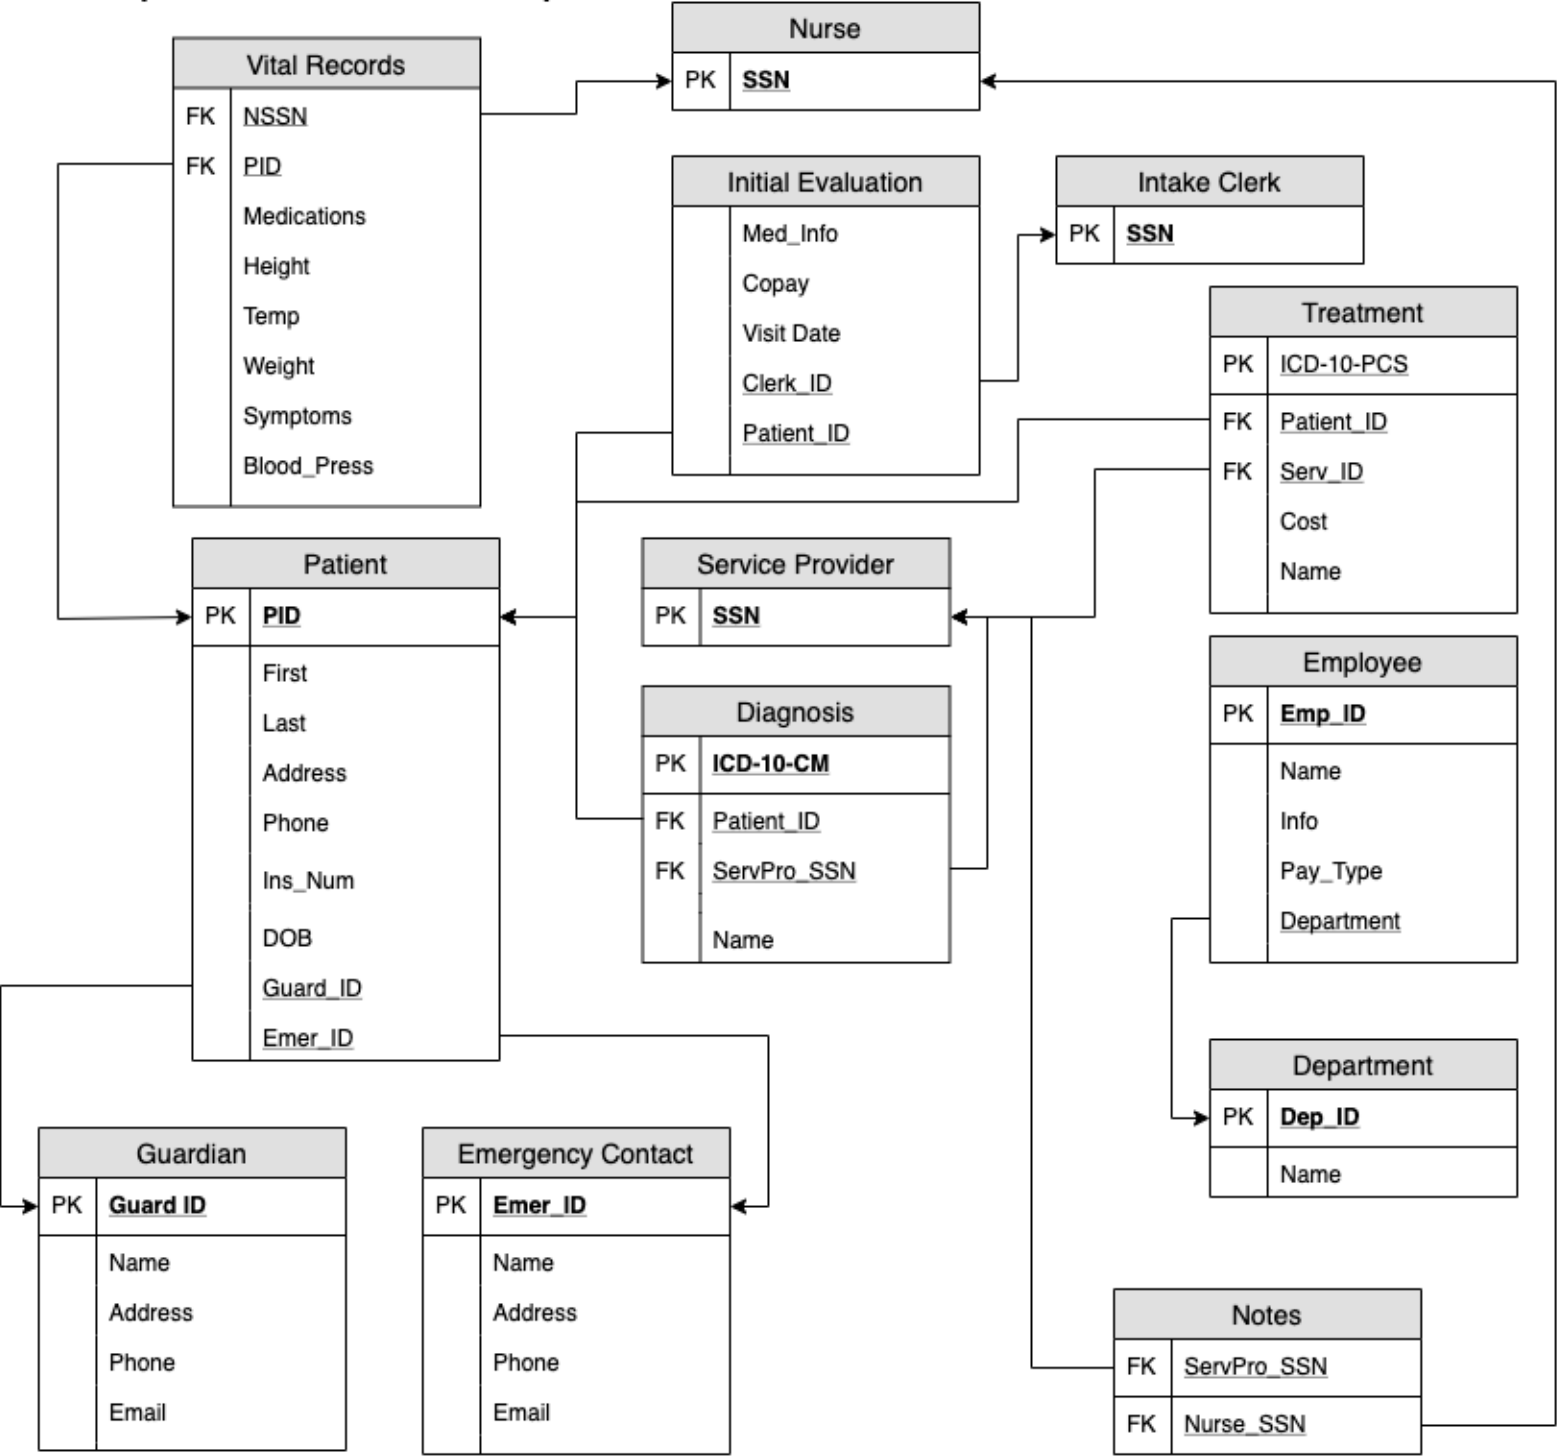 Nurse
PK SSN
Vital Records
FK NSSN
FK PID
Medications
Height
Temp
Weight
Symptoms
Blood_Press
Initial Evaluation
Med_Info
Copay
Visit Date
Clerk_ID
Patient_ID
Intake Clerk
PK SSN
Treatment
PK ICD-10-PCS
FK Patient_ID
FK Serv_ID
Cost
Name
Patient
PK PID
First
Last
Address
Phone
Ins_Num
DOB
Guard_ID
Emer_ID
Service Provider
PK SSN
Diagnosis
PK ICD-10-CM
FK Patient_ID
FK ServPro_SSN
Name
Employee
PK Emp_ID
Name
Info
Pay_Type
Department
Department
PK Dep_ID
Name
Guardian
PK Guard ID
Name
Address
Phone
Email
Emergency Contact
PK Emer_ID
Name
Address
Phone
Email
Notes
FK ServPro_SSN
FK Nurse_SSN